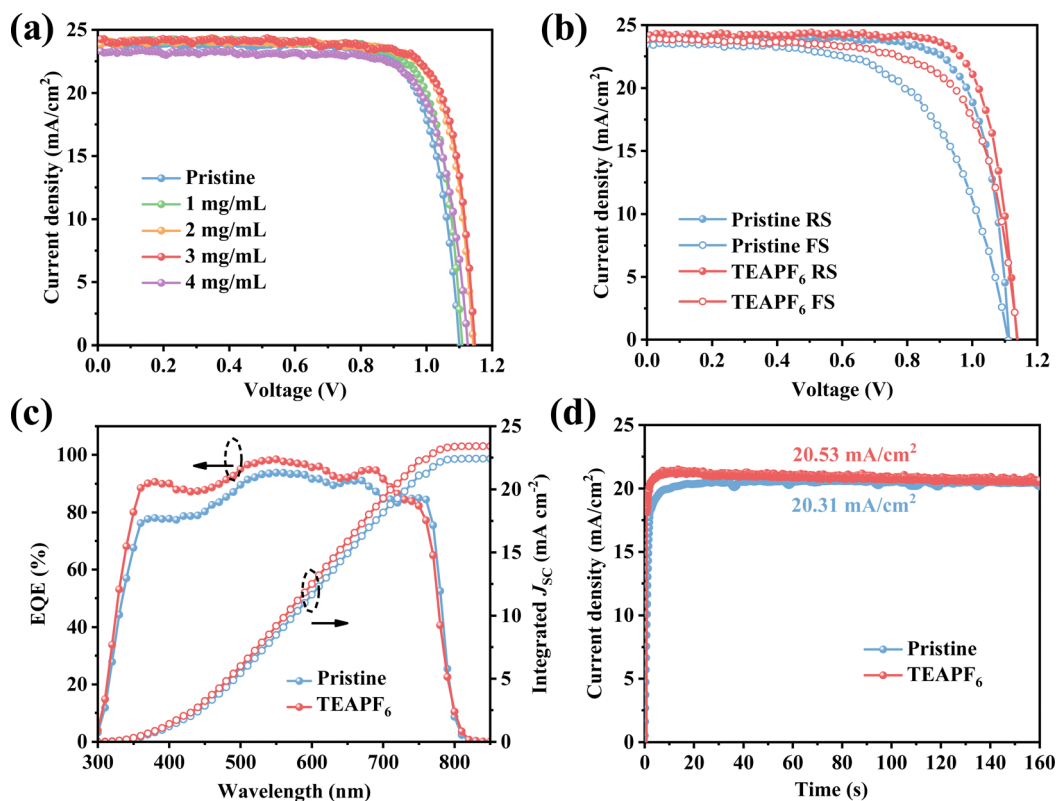 (a)
25
20
15
10
5
0
Current density (mA/cm²)
Pristine
1 mg/mL
2 mg/mL
3 mg/mL
4 mg/mL
0.0 0.2 0.4 0.6 0.8 1.0 1.2
Voltage (V)
(b)
25
20
15
10
5
0
Current density (mA/cm²)
Pristine RS
Pristine FS
TEAPF₆ RS
TEAPF₆ FS
0.0 0.2 0.4 0.6 0.8 1.0 1.2
Voltage (V)
(c)
100
80
60
40
20
0
EQE (%)
Pristine
TEAPF₆
25
20
15
10
5
0
Integrated J_SC (mA cm⁻²)
300 400 500 600 700 800
Wavelength (nm)
(d)
25
20
15
10
5
0
Current density (mA/cm²)
20.53 mA/cm²
20.31 mA/cm²
Pristine
TEAPF₆
0 20 40 60 80 100 120 140 160
Time (s)